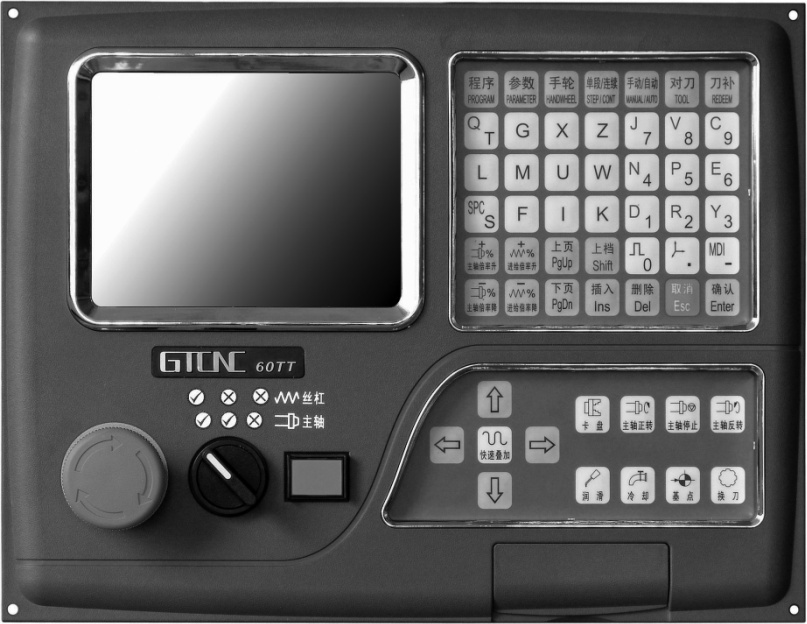 程序 参数 手轮 单段/连续 手动/自动 对刀 刀补
PROGRAM PARAMETER HANDWHEEL STEP/CONT MANUAL/AUTO TOOL REDEEM
Q T G X Z J 7 V 8 C 9
L M U W N 4 P 5 E 6
SPC S F I K D 1 R 2 Y 3
+ % + % 上页 上档 0 . MDI -
主轴倍率升 进给倍率升 PgUp Shift
- % - % 下页 插入 删除 取消 确认
主轴倍率降 进给倍率降 PgDn Ins Del Esc Enter
GTCNC 60TT
丝杠
主轴
快速叠加
卡盘 主轴正转 主轴停止 主轴反转
润滑 冷却 基点 换刀